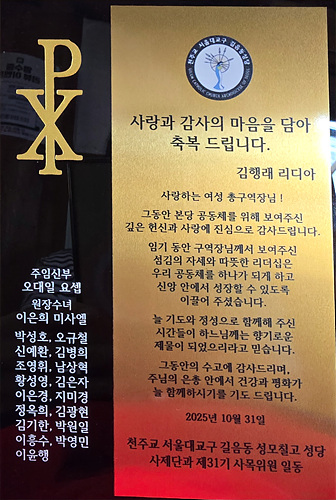 천주교 서울대교구 길음동성당
사랑과 감사의 마음을 담아
축복 드립니다.
김행래 리디아
사랑하는 여성 총구역장님!
그동안 본당 공동체를 위해 보여주신
깊은 헌신과 사랑에 진심으로 감사드립니다.
임기 동안 구역장님께서 보여주신
섬김의 자세와 따뜻한 리더십은
우리 공동체를 하나가 되게 하고
신앙 안에서 성장할 수 있도록
이끌어 주셨습니다.
늘 기도와 정성으로 함께해 주신
시간들이 하느님께는 향기로운
제물이 되었으리라고 믿습니다.
그동안의 수고에 감사드리며,
주님의 은총 안에서 건강과 평화가
늘 함께하시기를 기도 드립니다.
2025년 10월 31일
천주교 서울대교구 길음동 성모칠고 성당
사제단과 제31기 사목위원 일동
주임신부
오대일 요셉
원장수녀
이은희 미사엘
박성호, 오규철
신예환, 김병희
조영휘, 남상혁
황성영, 김은자
이은경, 지미경
정옥희, 김광현
김기한, 박원일
이흥수, 박영민
이윤행